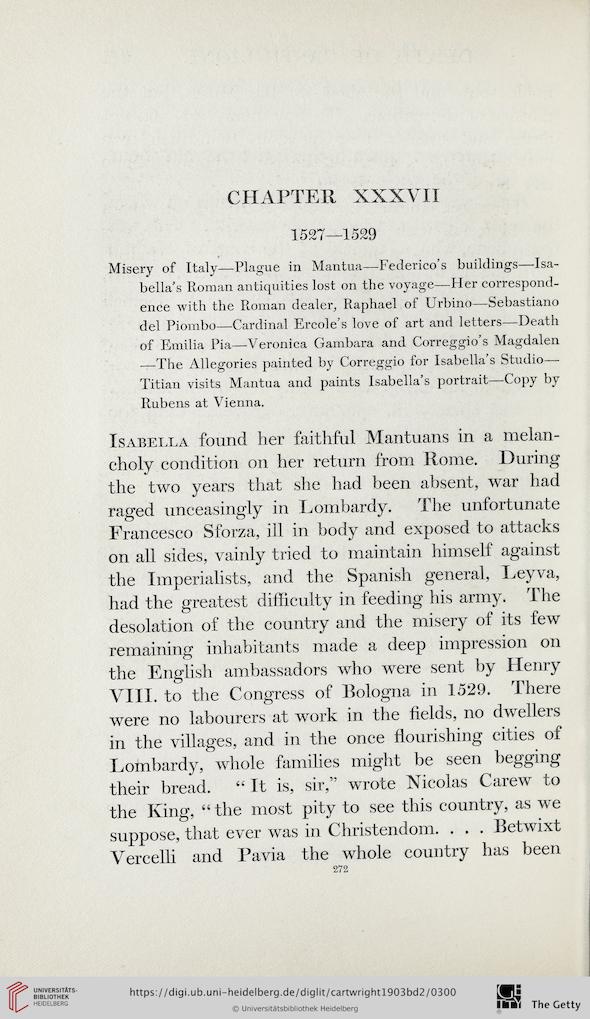 CHAPTER XXXVII
1527—1529
Misery of Italy—Plague in Mantua—Federico's buildings—Isa-
bella's Roman antiquities lost on the voyage—Her correspond-
ence with the Roman dealer, Raphael of Urbino—Sebastiano
del Piombo—Cardinal Ercole's love of art and letters—Death
of Emilia Pia—Veronica Gambara and Correggio's Magdalen
—The Allegories painted by Correggio for Isabella's Studio—
Titian visits Mantua and paints Isabella's portrait—Copy by
Rubens at Vienna.
ISABELLA found her faithful Mantuans in a melan-
choly condition on her return from Rome. During
the two years that she had been absent, war had
raged unceasingly in Lombardy. The unfortunate
Francesco Sforza, ill in body and exposed to attacks
on all sides, vainly tried to maintain himself against
the Imperialists, and the Spanish general, Leyva,
had the greatest difficulty in feeding his army. The
desolation of the country and the misery of its few
remaining inhabitants made a deep impression on
the English ambassadors who were sent by Henry
VIII. to the Congress of Bologna in 1529. There
were no labourers at work in the fields, no dwellers
in the villages, and in the once flourishing cities of
Lombardy, whole families might be seen begging
their bread. "It is, sir," wrote Nicolas Carew to
the King, "the most pity to see this country, as we
suppose, that ever was in Christendom. . . . Betwixt
Vercelli and Pavia the whole country has been
272
UNIVERSITÄTS-
BIBLIOTHEK
HEIDELBERG
https://digi.ub.uni-heidelberg.de/diglit/cartwright1903bd2/0300
© Universitätsbibliothek Heidelberg
The Getty